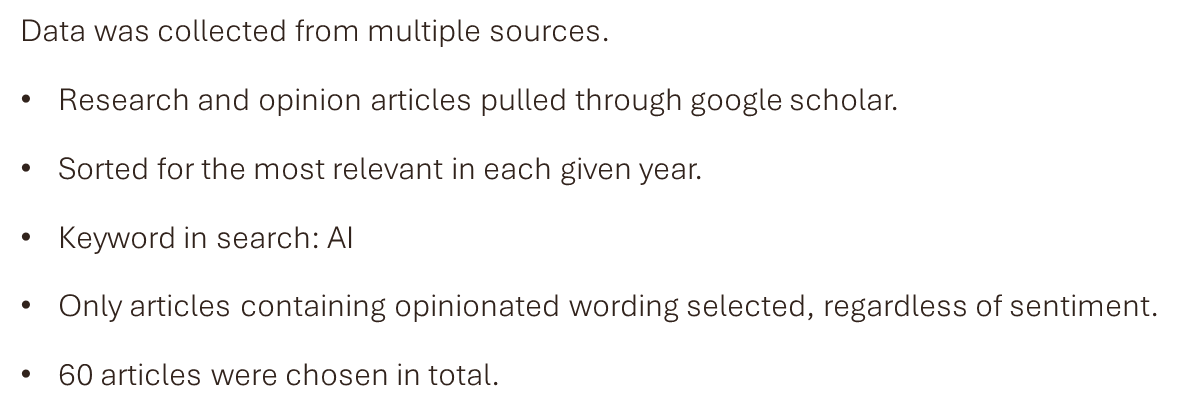 Data was collected from multiple sources.
• Research and opinion articles pulled through google scholar.
• Sorted for the most relevant in each given year.
• Keyword in search: AI
• Only articles containing opinionated wording selected, regardless of sentiment.
• 60 articles were chosen in total.